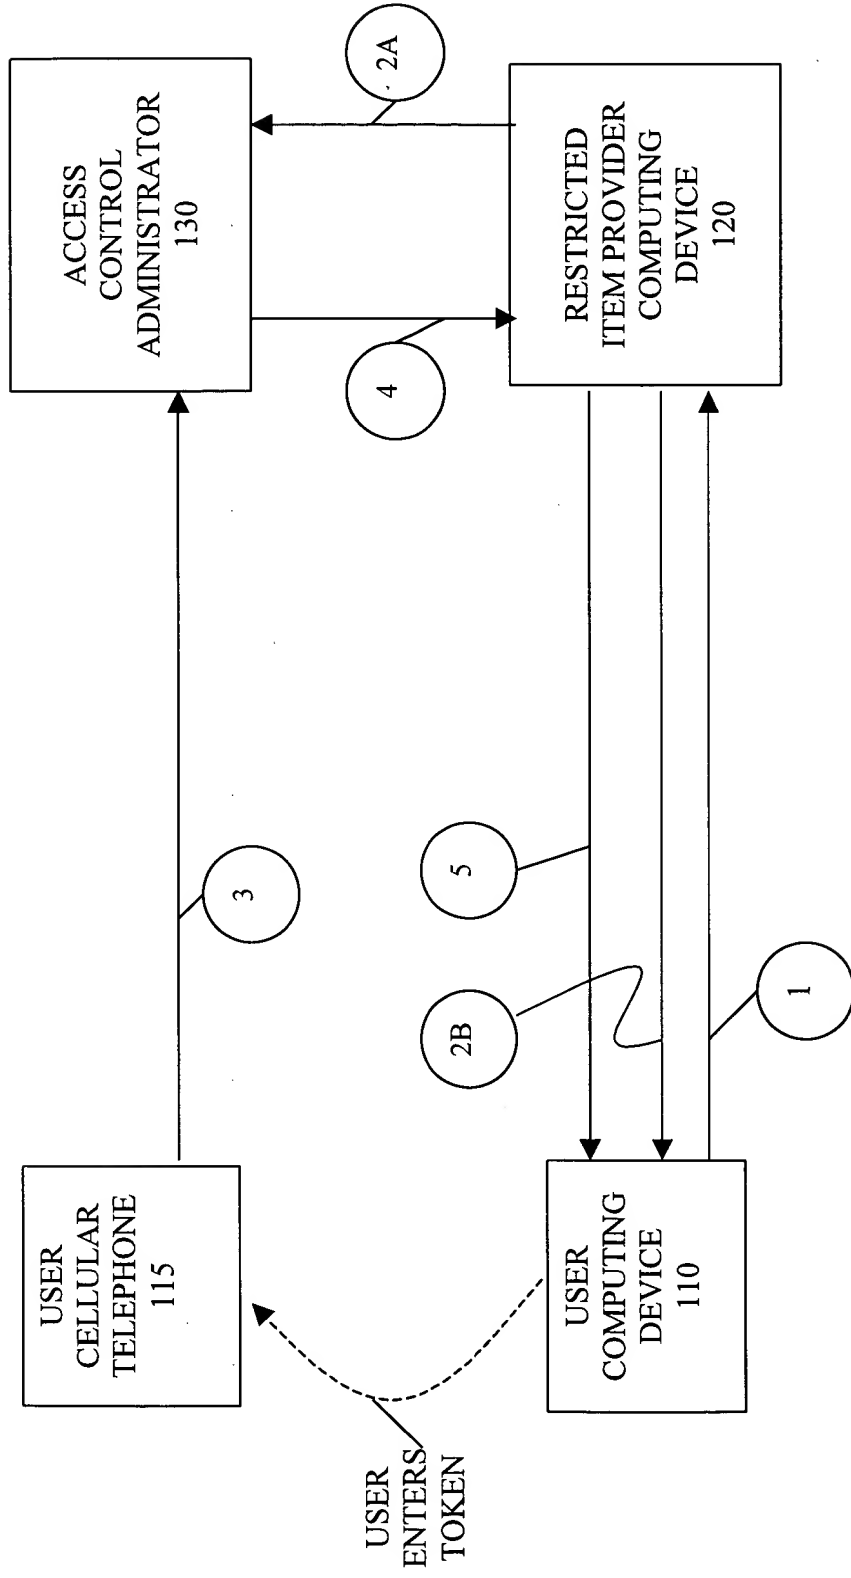 USER
CELLULAR
TELEPHONE
115
3
ACCESS
CONTROL
ADMINISTRATOR
130
USER
ENTERS
TOKEN
2B
5
4
2A
USER
COMPUTING
DEVICE
110
1
RESTRICTED
ITEM PROVIDER
COMPUTING
DEVICE
120